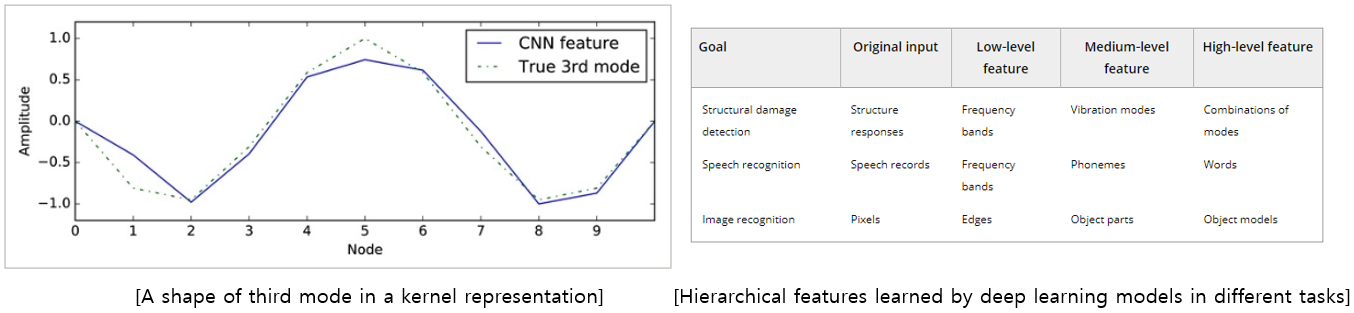 1.0
0.5
0.0
−0.5
−1.0
Amplitude
CNN feature
True 3rd mode
0 1 2 3 4 5 6 7 8 9
Node
[A shape of third mode in a kernel representation]
Goal Original input Low-level Medium-level High-level feature
feature feature
Structural damage Structure Frequency Vibration modes Combinations of
detection responses bands modes
Speech recognition Speech records Frequency Phonemes Words
bands
Image recognition Pixels Edges Object parts Object models
[Hierarchical features learned by deep learning models in different tasks]